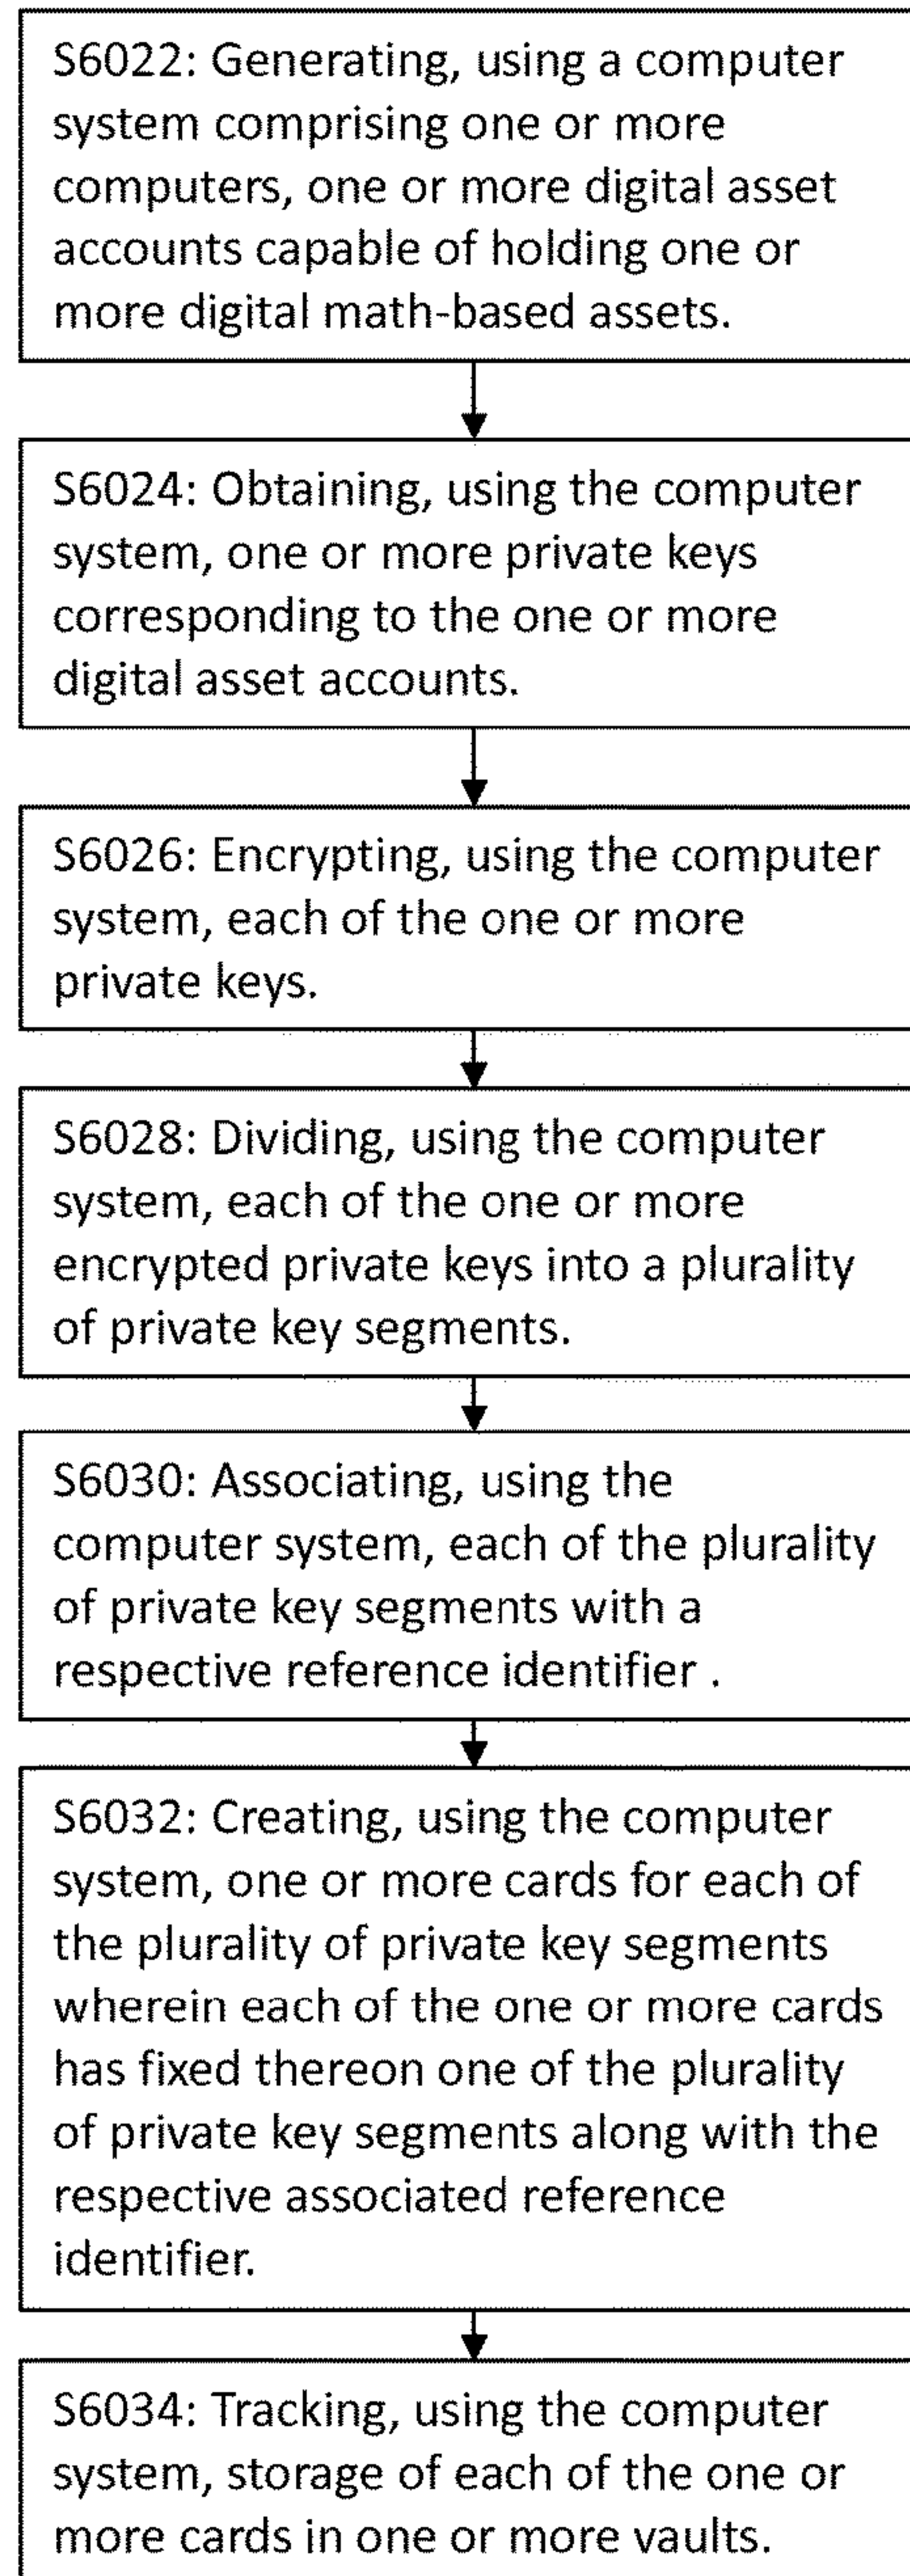 S6022: Generating, using a computer
system comprising one or more
computers, one or more digital asset
accounts capable of holding one or
more digital math-based assets.
S6024: Obtaining, using the computer
system, one or more private keys
corresponding to the one or more
digital asset accounts.
S6026: Encrypting, using the computer
system, each of the one or more
private keys.
S6028: Dividing, using the computer
system, each of the one or more
encrypted private keys into a plurality
of private key segments.
S6030: Associating, using the
computer system, each of the plurality
of private key segments with a
respective reference identifier .
S6032: Creating, using the computer
system, one or more cards for each of
the plurality of private key segments
wherein each of the one or more cards
has fixed thereon one of the plurality
of private key segments along with the
respective associated reference
identifier.
S6034: Tracking, using the computer
system, storage of each of the one or
more cards in one or more vaults.